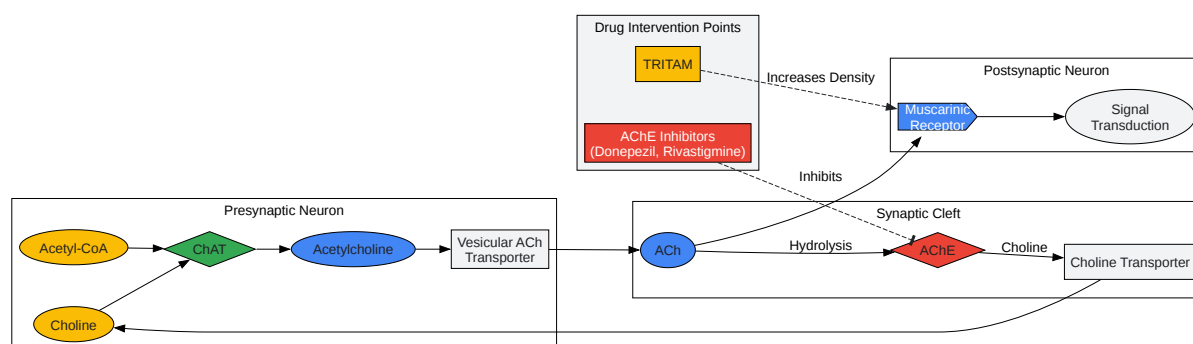 Drug Intervention Points
TRITAM
Increases Density
Postsynaptic Neuron
Muscarinic
Receptor
Signal
Transduction
AChE Inhibitors
(Donepezil, Rivastigmine)
Inhibits
Presynaptic Neuron
Acetyl-CoA
ChAT
Acetylcholine
Vesicular ACh
Transporter
Choline
Synaptic Cleft
ACh
Hydrolysis
AChE
Choline
Choline Transporter